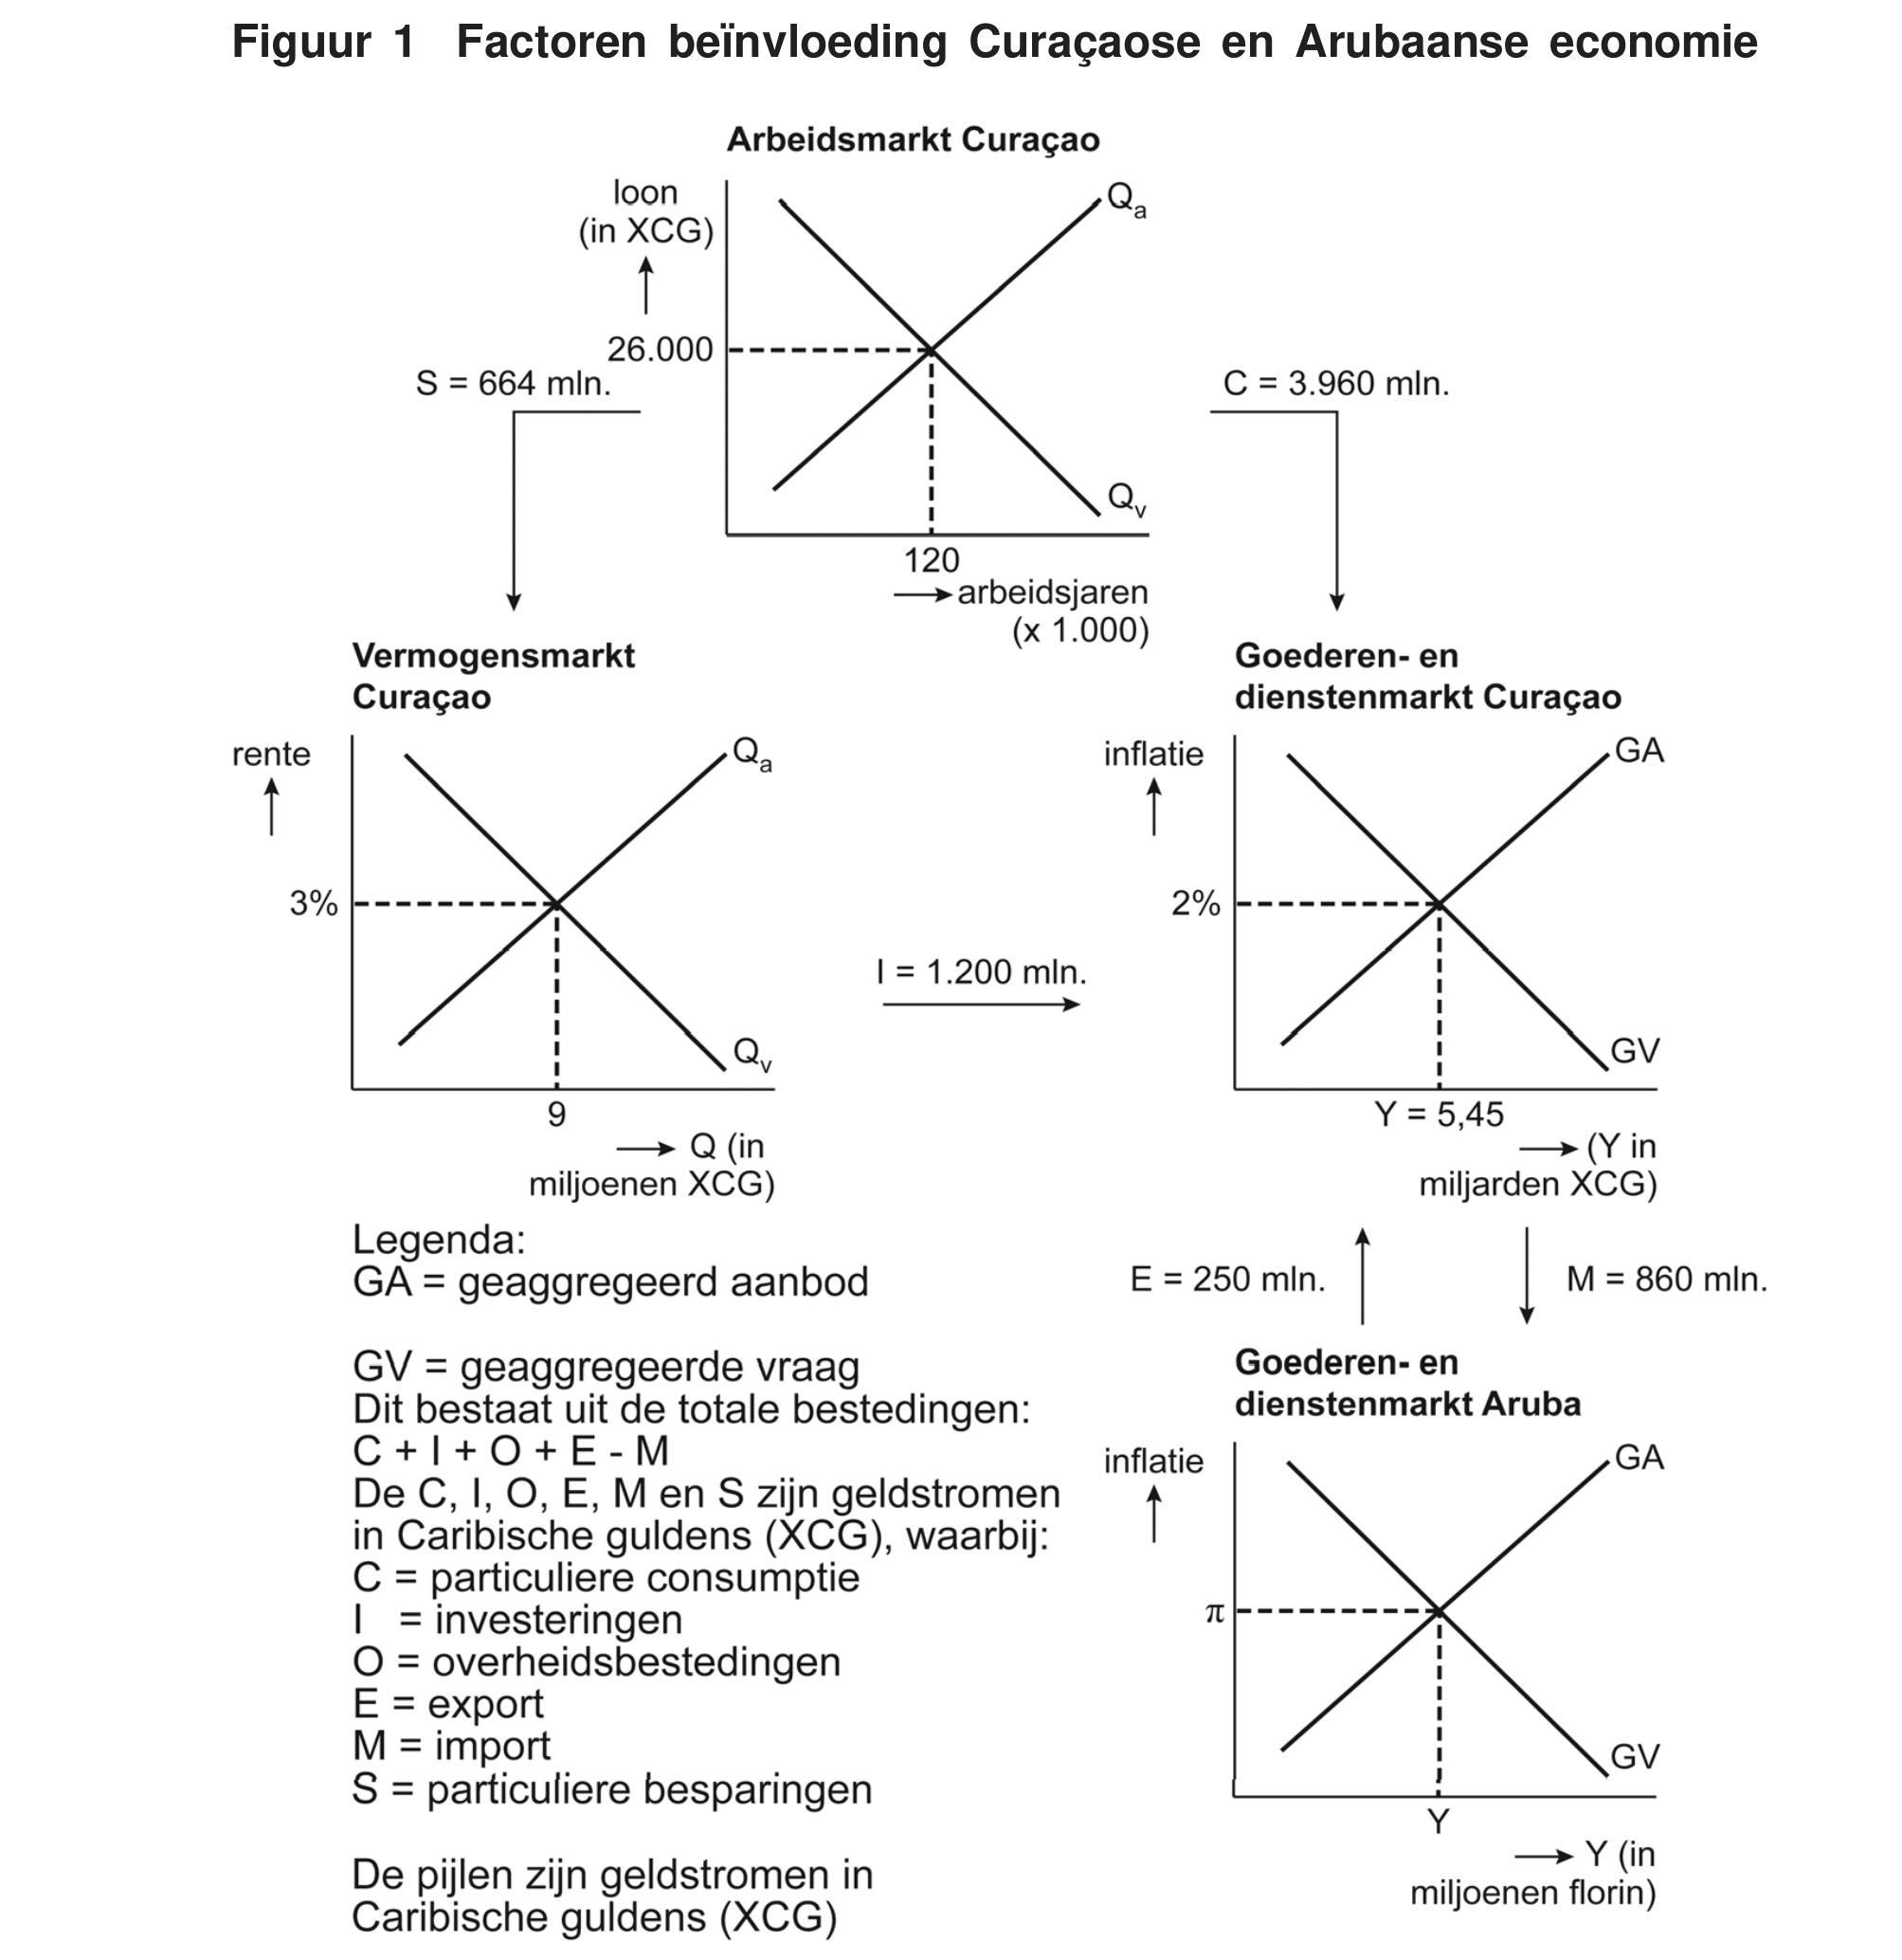 Figuur 1 Factoren beïnvloeding Curaçaose en Arubaanse economie
Arbeidsmarkt Curaçao
loon
(in XCG)
Qa
26.000
S = 664 mln.
C = 3.960 mln.
Qv
120
arbeidsjaren
(x 1.000)
Vermogensmarkt
Curaçao
rente
Qa
3%
Qv
9
Q (in
miljoenen XCG)
I = 1.200 mln.
Goederen- en
dienstenmarkt Curaçao
inflatie
GA
2%
GV
Y = 5,45
(Y in
miljarden XCG)
E = 250 mln.
M = 860 mln.
Legenda:
GA = geaggregeerd aanbod
GV = geaggregeerde vraag
Dit bestaat uit de totale bestedingen:
C + I + O + E - M
De C, I, O, E, M en S zijn geldstromen
in Caribische guldens (XCG), waarbij:
C = particuliere consumptie
I = investeringen
O = overheidsbestedingen
E = export
M = import
S = particuliere besparingen
De pijlen zijn geldstromen in
Caribische guldens (XCG)
Goederen- en
dienstenmarkt Aruba
inflatie
GA
π
GV
Y
Y (in
miljoenen florin)